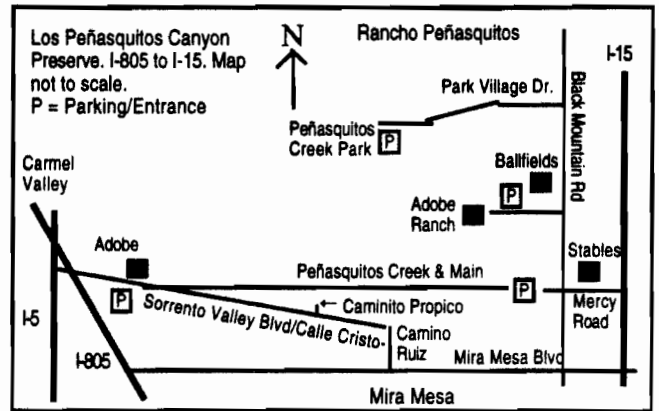 Los Peñasquitos Canyon
Preserve. I-805 to I-15. Map
not to scale.
P = Parking/Entrance
N
Rancho Peñasquitos
I-15
Park Village Dr.
Black Mountain Rd
Peñasquitos
Creek Park
P
Carmel
Valley
Ballfields
P
Adobe
Ranch
Adobe
Stables
Peñasquitos Creek & Main
P
P
Sorrento Valley Blvd/Calle Cristo-
← Caminito Propico
Mercy
Road
I-5
I-805
Camino
Ruiz
Mira Mesa Blvd
Mira Mesa